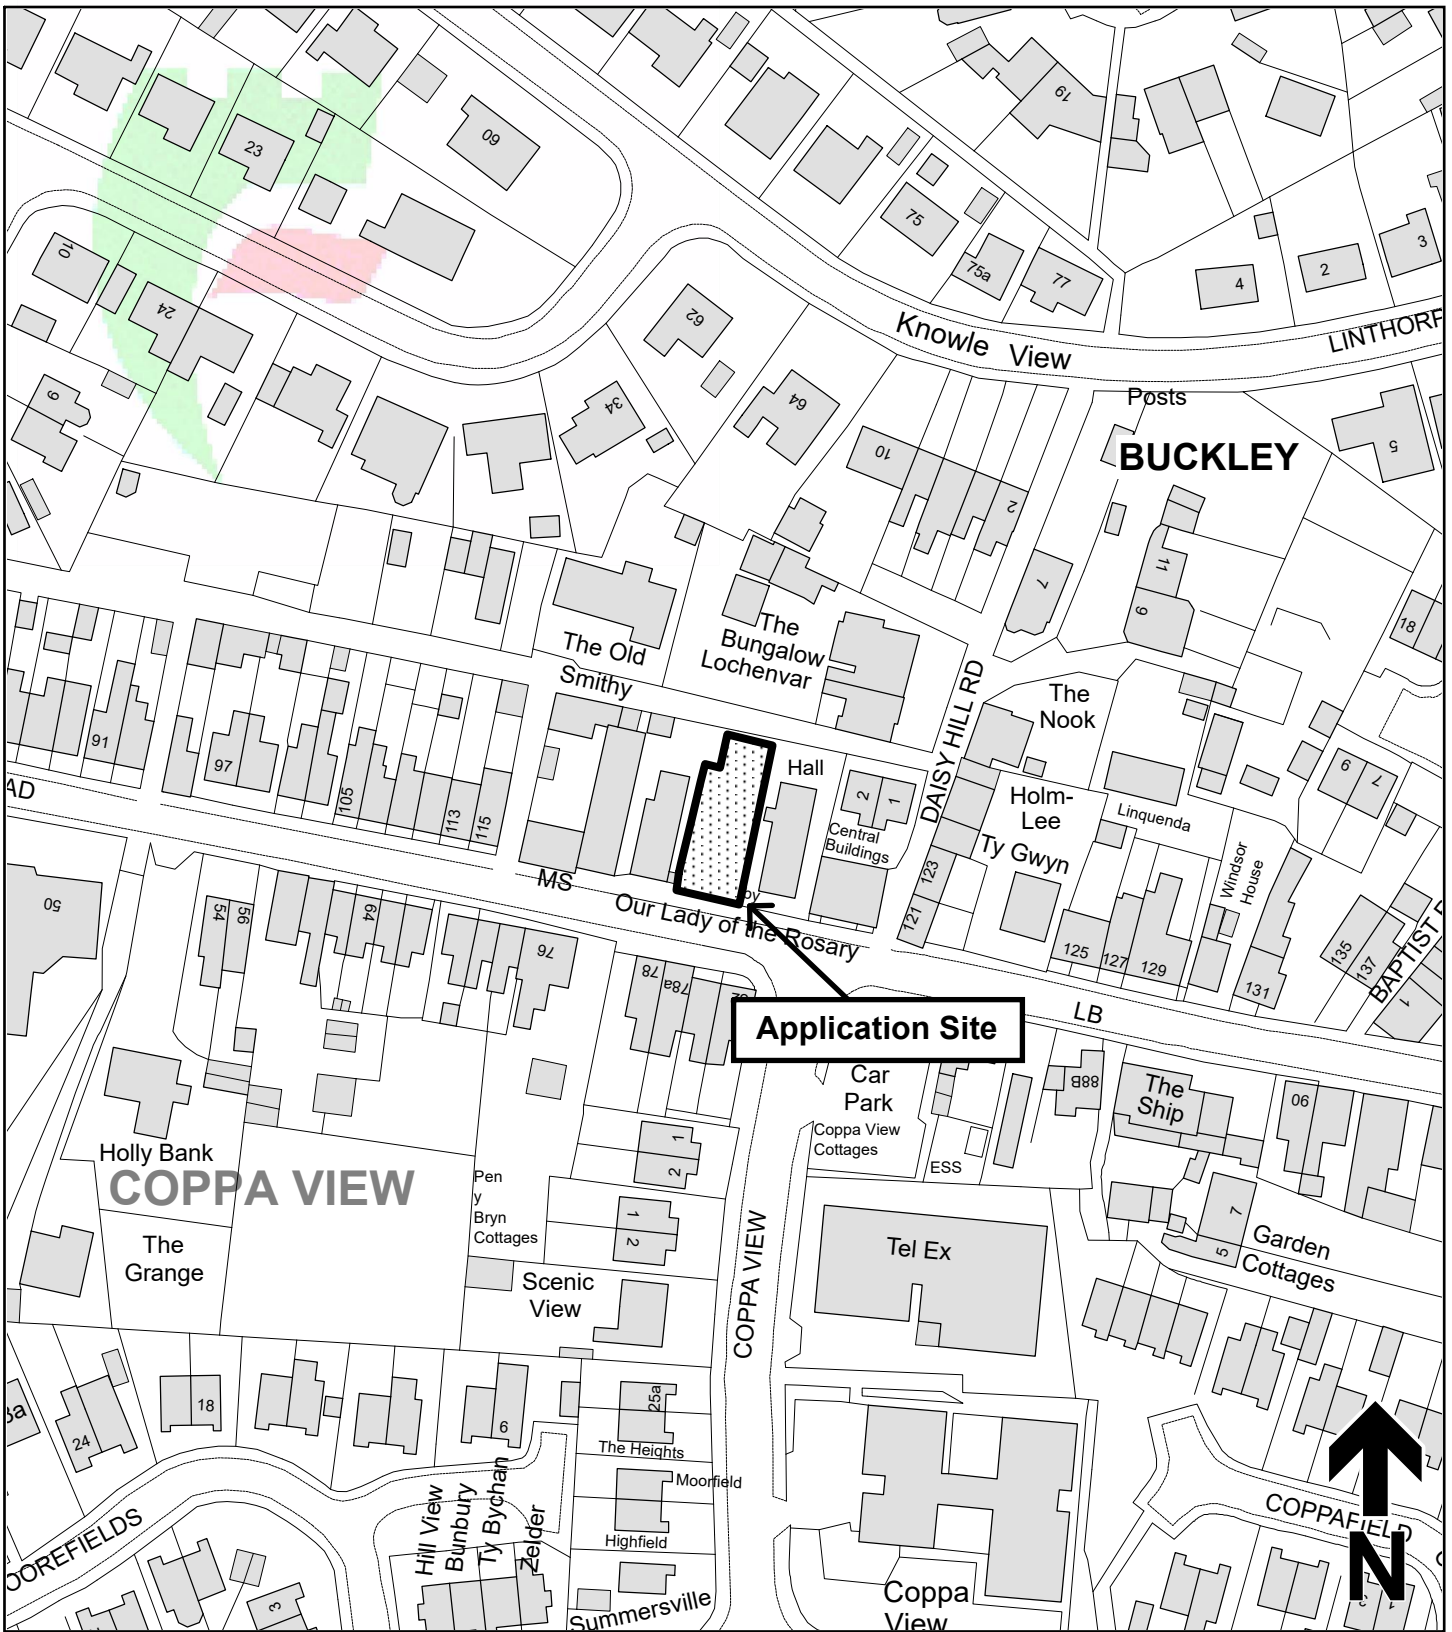 19
23
60
75
75a
77
3
2
4
10
24
62
Knowle View
LINTHORP
9
34
64
Posts
BUCKLEY
5
10
2
7
11
9
18
The Old
Smithy
The
Bungalow
Lochenvar
DAISY HILL RD
The
Nook
91
97
105
113
115
Hall
2
1
Central
Buildings
Holm-
Lee
Ty Gwyn
Linquenda
Windsor
House
9
7
AD
MS
Our Lady of the Rosary
123
121
125
127
129
131
135
137
BAPTIST
1
50
54
56
64
76
78
78a
Application Site
LB
Car
Park
Coppa View
Cottages
ESS
88B
The
Ship
90
Holly Bank
COPPA VIEW
1
2
Pen
y
Bryn
Cottages
1
2
The
Grange
Scenic
View
COPPA VIEW
Tel Ex
7
5
Garden
Cottages
24
18
6
25a
The Heights
Moorfield
Highfield
Summersville
Hill View
Bunbury
Ty Bychan
Zelder
OOREFIELDS
3
Coppa
View
COPPAFIELD
N